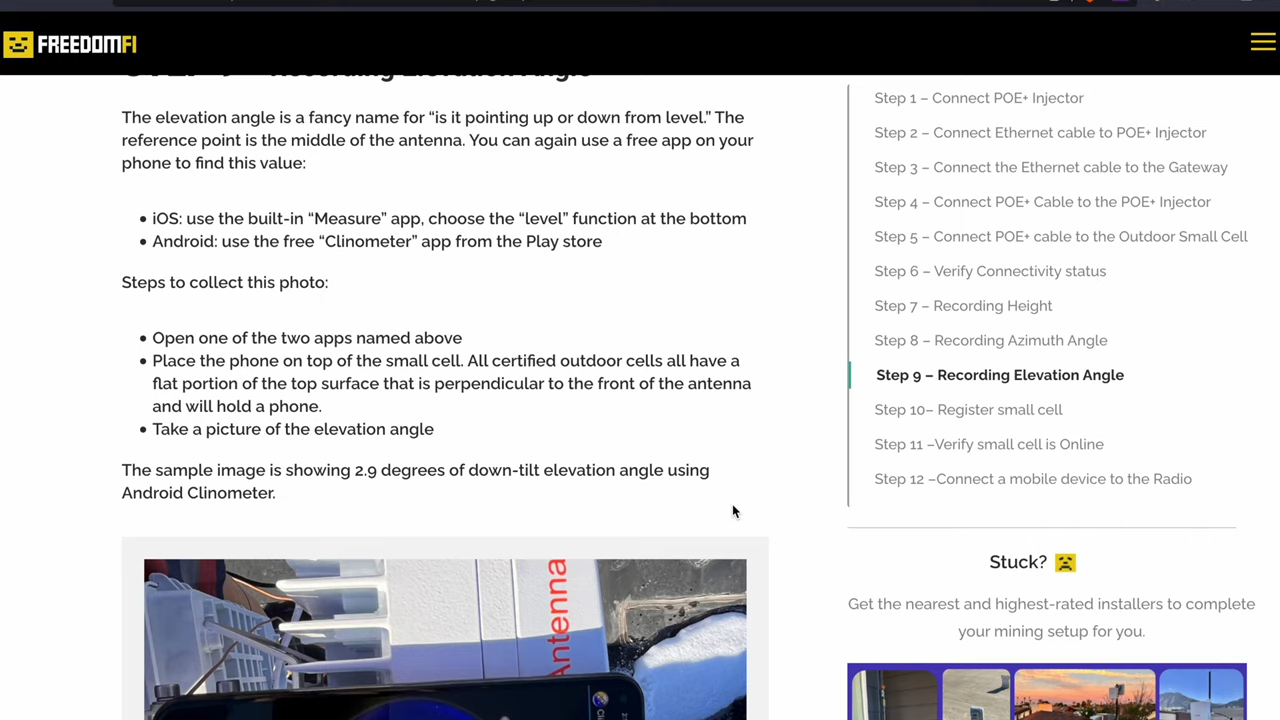 FREEDOMFI
Recording Elevation Angle
The elevation angle is a fancy name for “is it pointing up or down from level.” The
reference point is the middle of the antenna. You can again use a free app on your
phone to find this value:
• iOS: use the built-in “Measure” app, choose the “level” function at the bottom
• Android: use the free “Clinometer” app from the Play store
Steps to collect this photo:
• Open one of the two apps named above
• Place the phone on top of the small cell. All certified outdoor cells all have a
flat portion of the top surface that is perpendicular to the front of the antenna
and will hold a phone.
• Take a picture of the elevation angle
The sample image is showing 2.9 degrees of down-tilt elevation angle using
Android Clinometer.
Antenna
Step 1 – Connect POE+ Injector
Step 2 – Connect Ethernet cable to POE+ Injector
Step 3 – Connect the Ethernet cable to the Gateway
Step 4 – Connect POE+ Cable to the POE+ Injector
Step 5 – Connect POE+ cable to the Outdoor Small Cell
Step 6 – Verify Connectivity status
Step 7 – Recording Height
Step 8 – Recording Azimuth Angle
Step 9 – Recording Elevation Angle
Step 10– Register small cell
Step 11 –Verify small cell is Online
Step 12 –Connect a mobile device to the Radio
Stuck?
Get the nearest and highest-rated installers to complete
your mining setup for you.